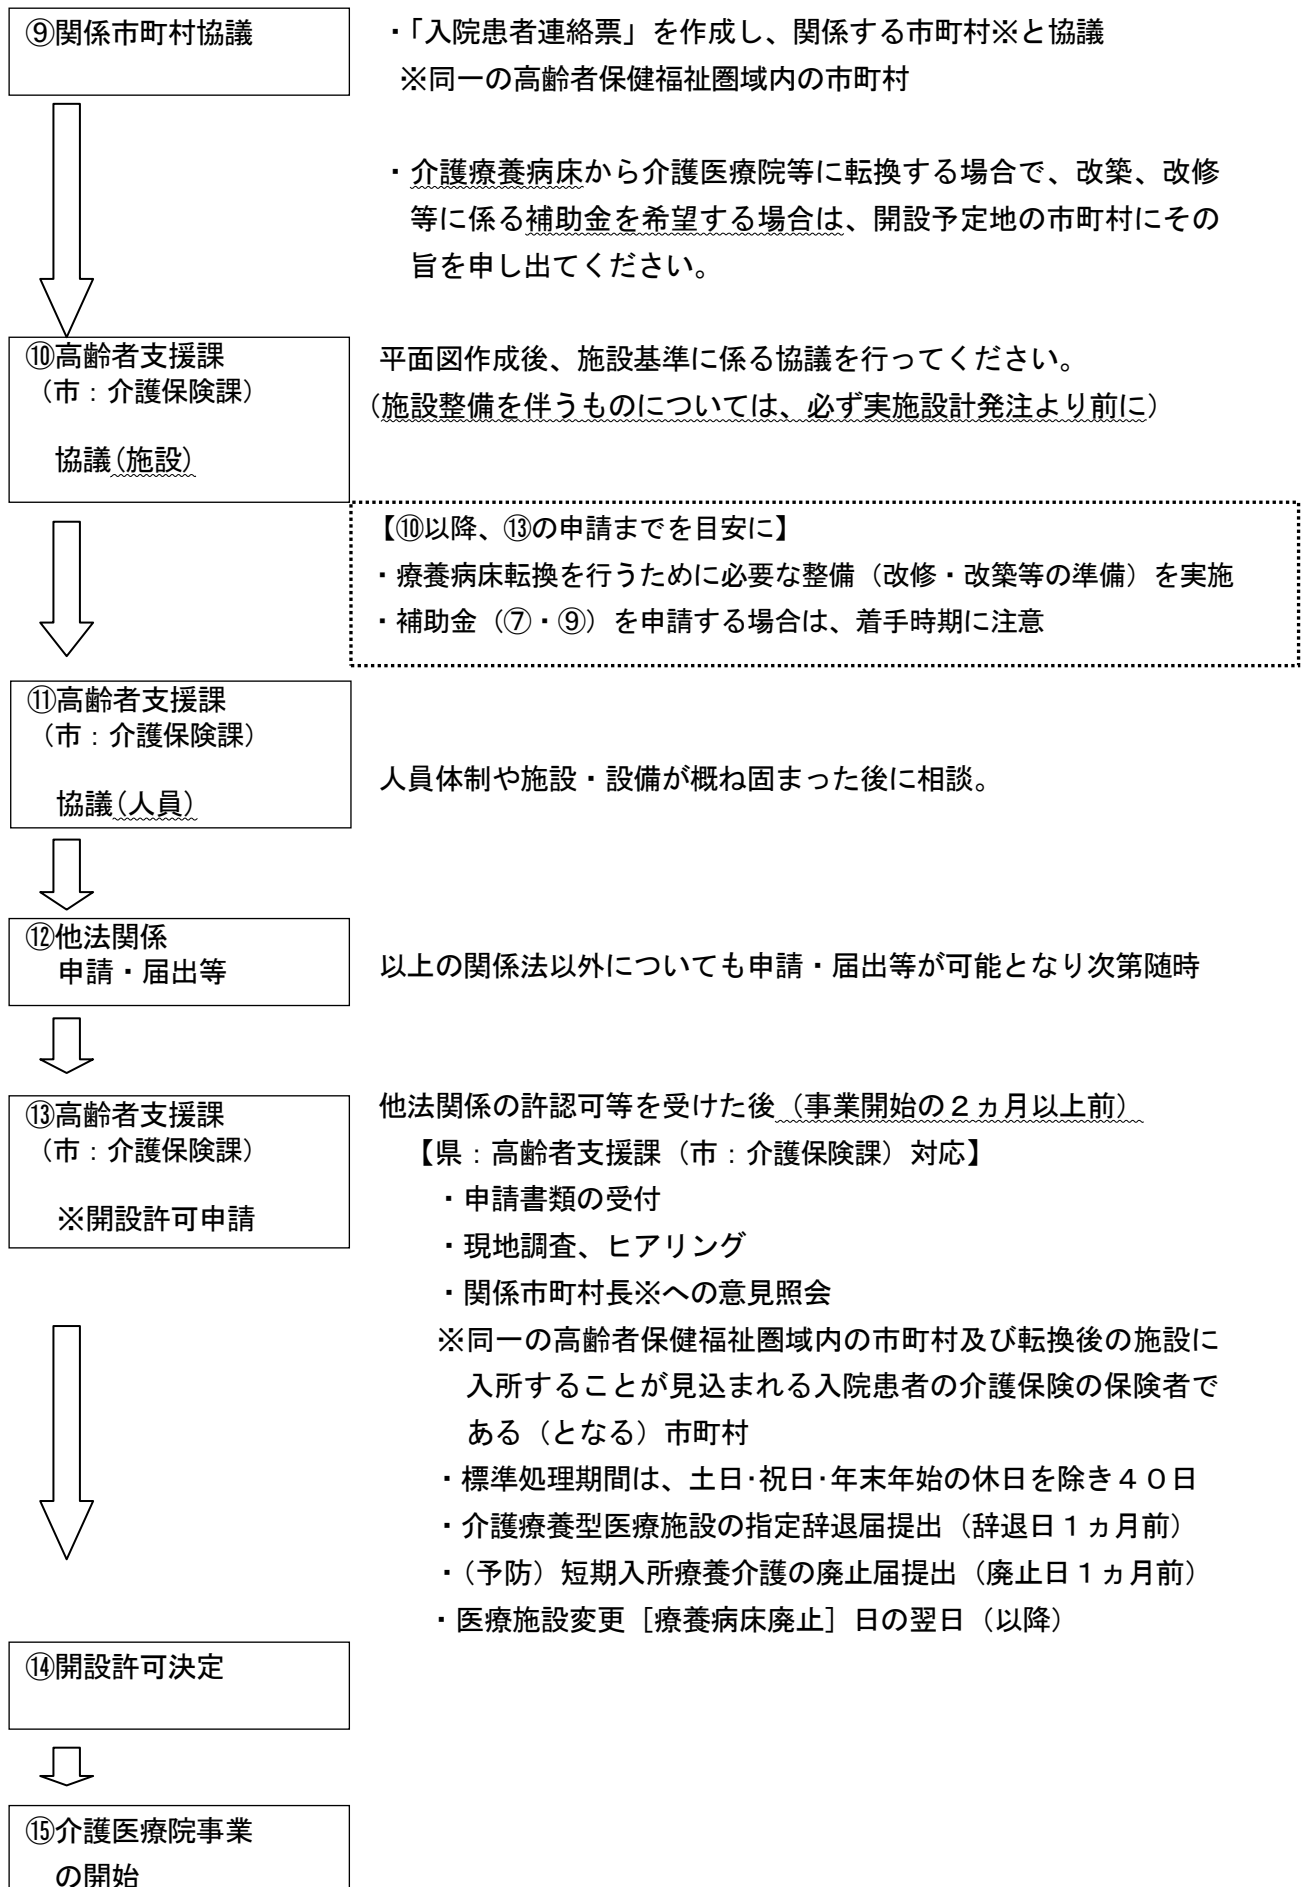 ⑨関係市町村協議
・「入院患者連絡票」を作成し、関係する市町村※と協議
※同一の高齢者保健福祉圏域内の市町村
・介護療養病床から介護医療院等に転換する場合で、改築、改修
等に係る補助金を希望する場合は、開設予定地の市町村にその
旨を申し出てください。
⑩高齢者支援課
（市：介護保険課）
協議(施設)
平面図作成後、施設基準に係る協議を行ってください。
（施設整備を伴うものについては、必ず実施設計発注より前に）
【⑩以降、⑬の申請までを目安に】
・療養病床転換を行うために必要な整備（改修・改築等の準備）を実施
・補助金（⑦・⑨）を申請する場合は、着手時期に注意
⑪高齢者支援課
（市：介護保険課）
協議(人員)
人員体制や施設・設備が概ね固まった後に相談。
⑫他法関係
申請・届出等
以上の関係法以外についても申請・届出等が可能となり次第随時
⑬高齢者支援課
（市：介護保険課）
※開設許可申請
他法関係の許認可等を受けた後（事業開始の２ヵ月以上前）
【県：高齢者支援課（市：介護保険課）対応】
・申請書類の受付
・現地調査、ヒアリング
・関係市町村長※への意見照会
※同一の高齢者保健福祉圏域内の市町村及び転換後の施設に
入所することが見込まれる入院患者の介護保険の保険者で
ある（となる）市町村
・標準処理期間は、土日･祝日･年末年始の休日を除き４０日
・介護療養型医療施設の指定辞退届提出（辞退日１ヵ月前）
・（予防）短期入所療養介護の廃止届提出（廃止日１ヵ月前）
・医療施設変更［療養病床廃止］日の翌日（以降）
⑭開設許可決定
⑮介護医療院事業
の開始